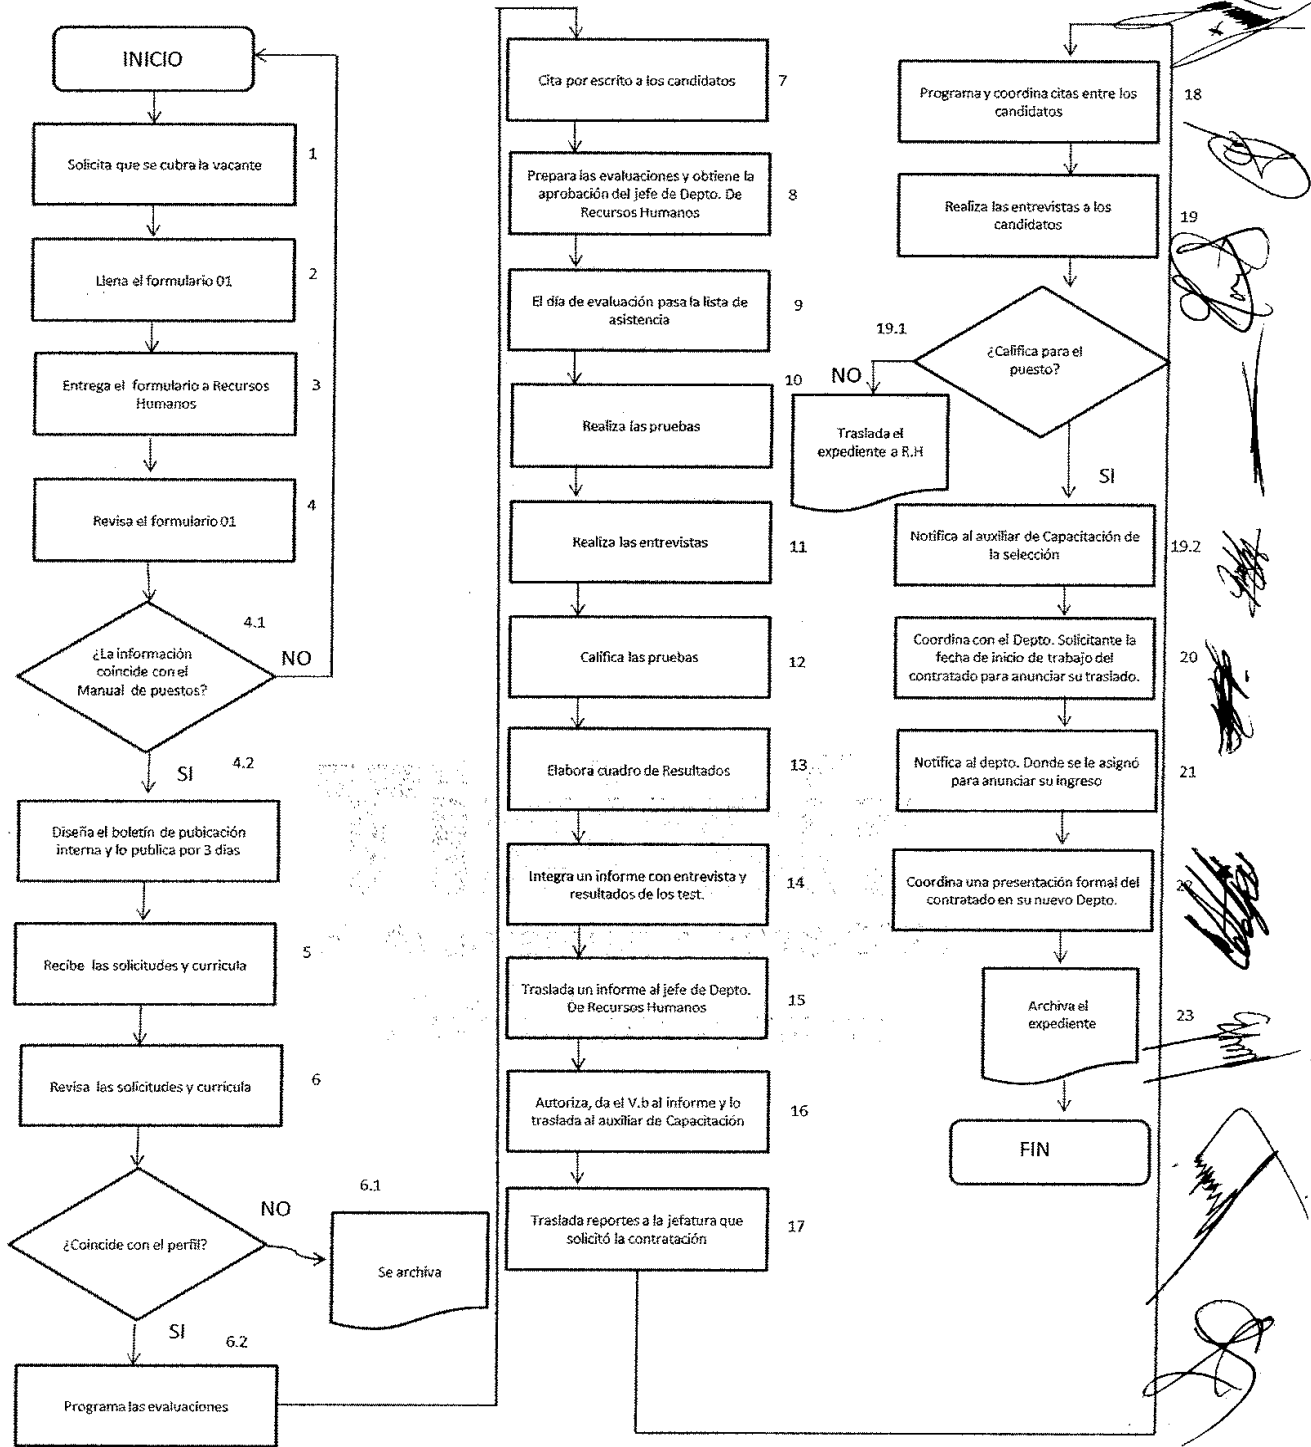 INICIO
Solicita que se cubra la vacante
1
Llena el formulario 01
2
Entrega el formulario a Recursos
Humanos
3
Revisa el formulario 01
4
¿La información
coincide con el
Manual de puestos?
4.1
NO
SI
4.2
Diseña el boletín de pubicación
interna y lo publica por 3 dias
Recibe las solicitudes y curricula
5
Revisa las solicitudes y curricula
6
¿Coincide con el perfil?
NO
6.1
Se archiva
SI
6.2
Programa las evaluaciones
Cita por escrito a los candidatos
7
Prepara las evaluaciones y obtiene la
aprobación del jefe de Depto. De
Recursos Humanos
8
El día de evaluación pasa la lista de
asistencia
9
Realiza las pruebas
10
Realiza las entrevistas
11
Califica las pruebas
12
Elabora cuadro de Resultados
13
Integra un informe con entrevista y
resultados de los test.
14
Traslada un informe al jefe de Depto.
De Recursos Humanos
15
Autoriza, da el V.b al informe y lo
traslada al auxiliar de Capacitación
16
Traslada reportes a la jefatura que
solicitó la contratación
17
Programa y coordina citas entre los
candidatos
18
Realiza las entrevistas a los
candidatos
19
¿Califica para el
puesto?
19.1
NO
Traslada el
expediente a R.H
SI
Notifica al auxiliar de Capacitación de
la selección
19.2
Coordina con el Depto. Solicitante la
fecha de inicio de trabajo del
contratado para anunciar su traslado.
20
Notifica al depto. Donde se le asignó
para anunciar su ingreso
21
Coordina una presentación formal del
contratado en su nuevo Depto.
22
Archiva el
expediente
23
FIN